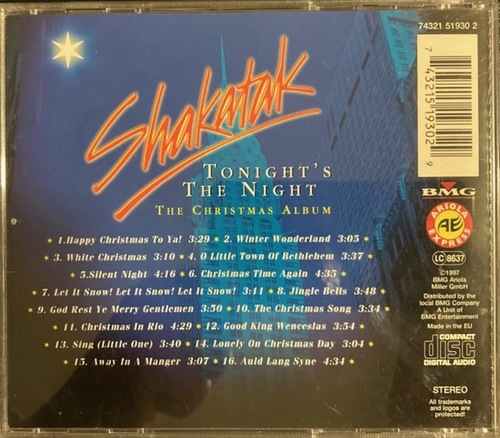 74321 51930 2
Shakatak
TONIGHT'S
THE NIGHT
THE CHRISTMAS ALBUM
1.Happy Christmas To Ya! 3:29 * 2. Winter Wonderland 3:05
3. White Christmas 3:10 * 4. O Little Town Of Bethlehem 3:37
5.Silent Night 4:16 * 6. Christmas Time Again 4:35
7. Let It Snow! Let It Snow! Let It Snow! 3:11 * 8. Jingle Bells 3:48
9. God Rest Ye Merry Gentlemen 3:50 * 10. The Christmas Song 3:34
11. Christmas In Rio 4:29 * 12. Good King Wenceslas 3:54
13. Sing (Little One) 3:40 * 14. Lonely On Christmas Day 3:04
15. Away In A Manger 3:07 * 16. Auld Lang Syne 4:34
7 43215 19302 9
BMG
ARIOLA
AE
EXPRESS
LC 8637
©1997
BMG Ariola
Miller GmbH
Distributed by the
local BMG Company
A Unit of
BMG Entertainment
Made in the EU
COMPACT
disc
DIGITAL AUDIO
STEREO
All trademarks
and logos are
protected!